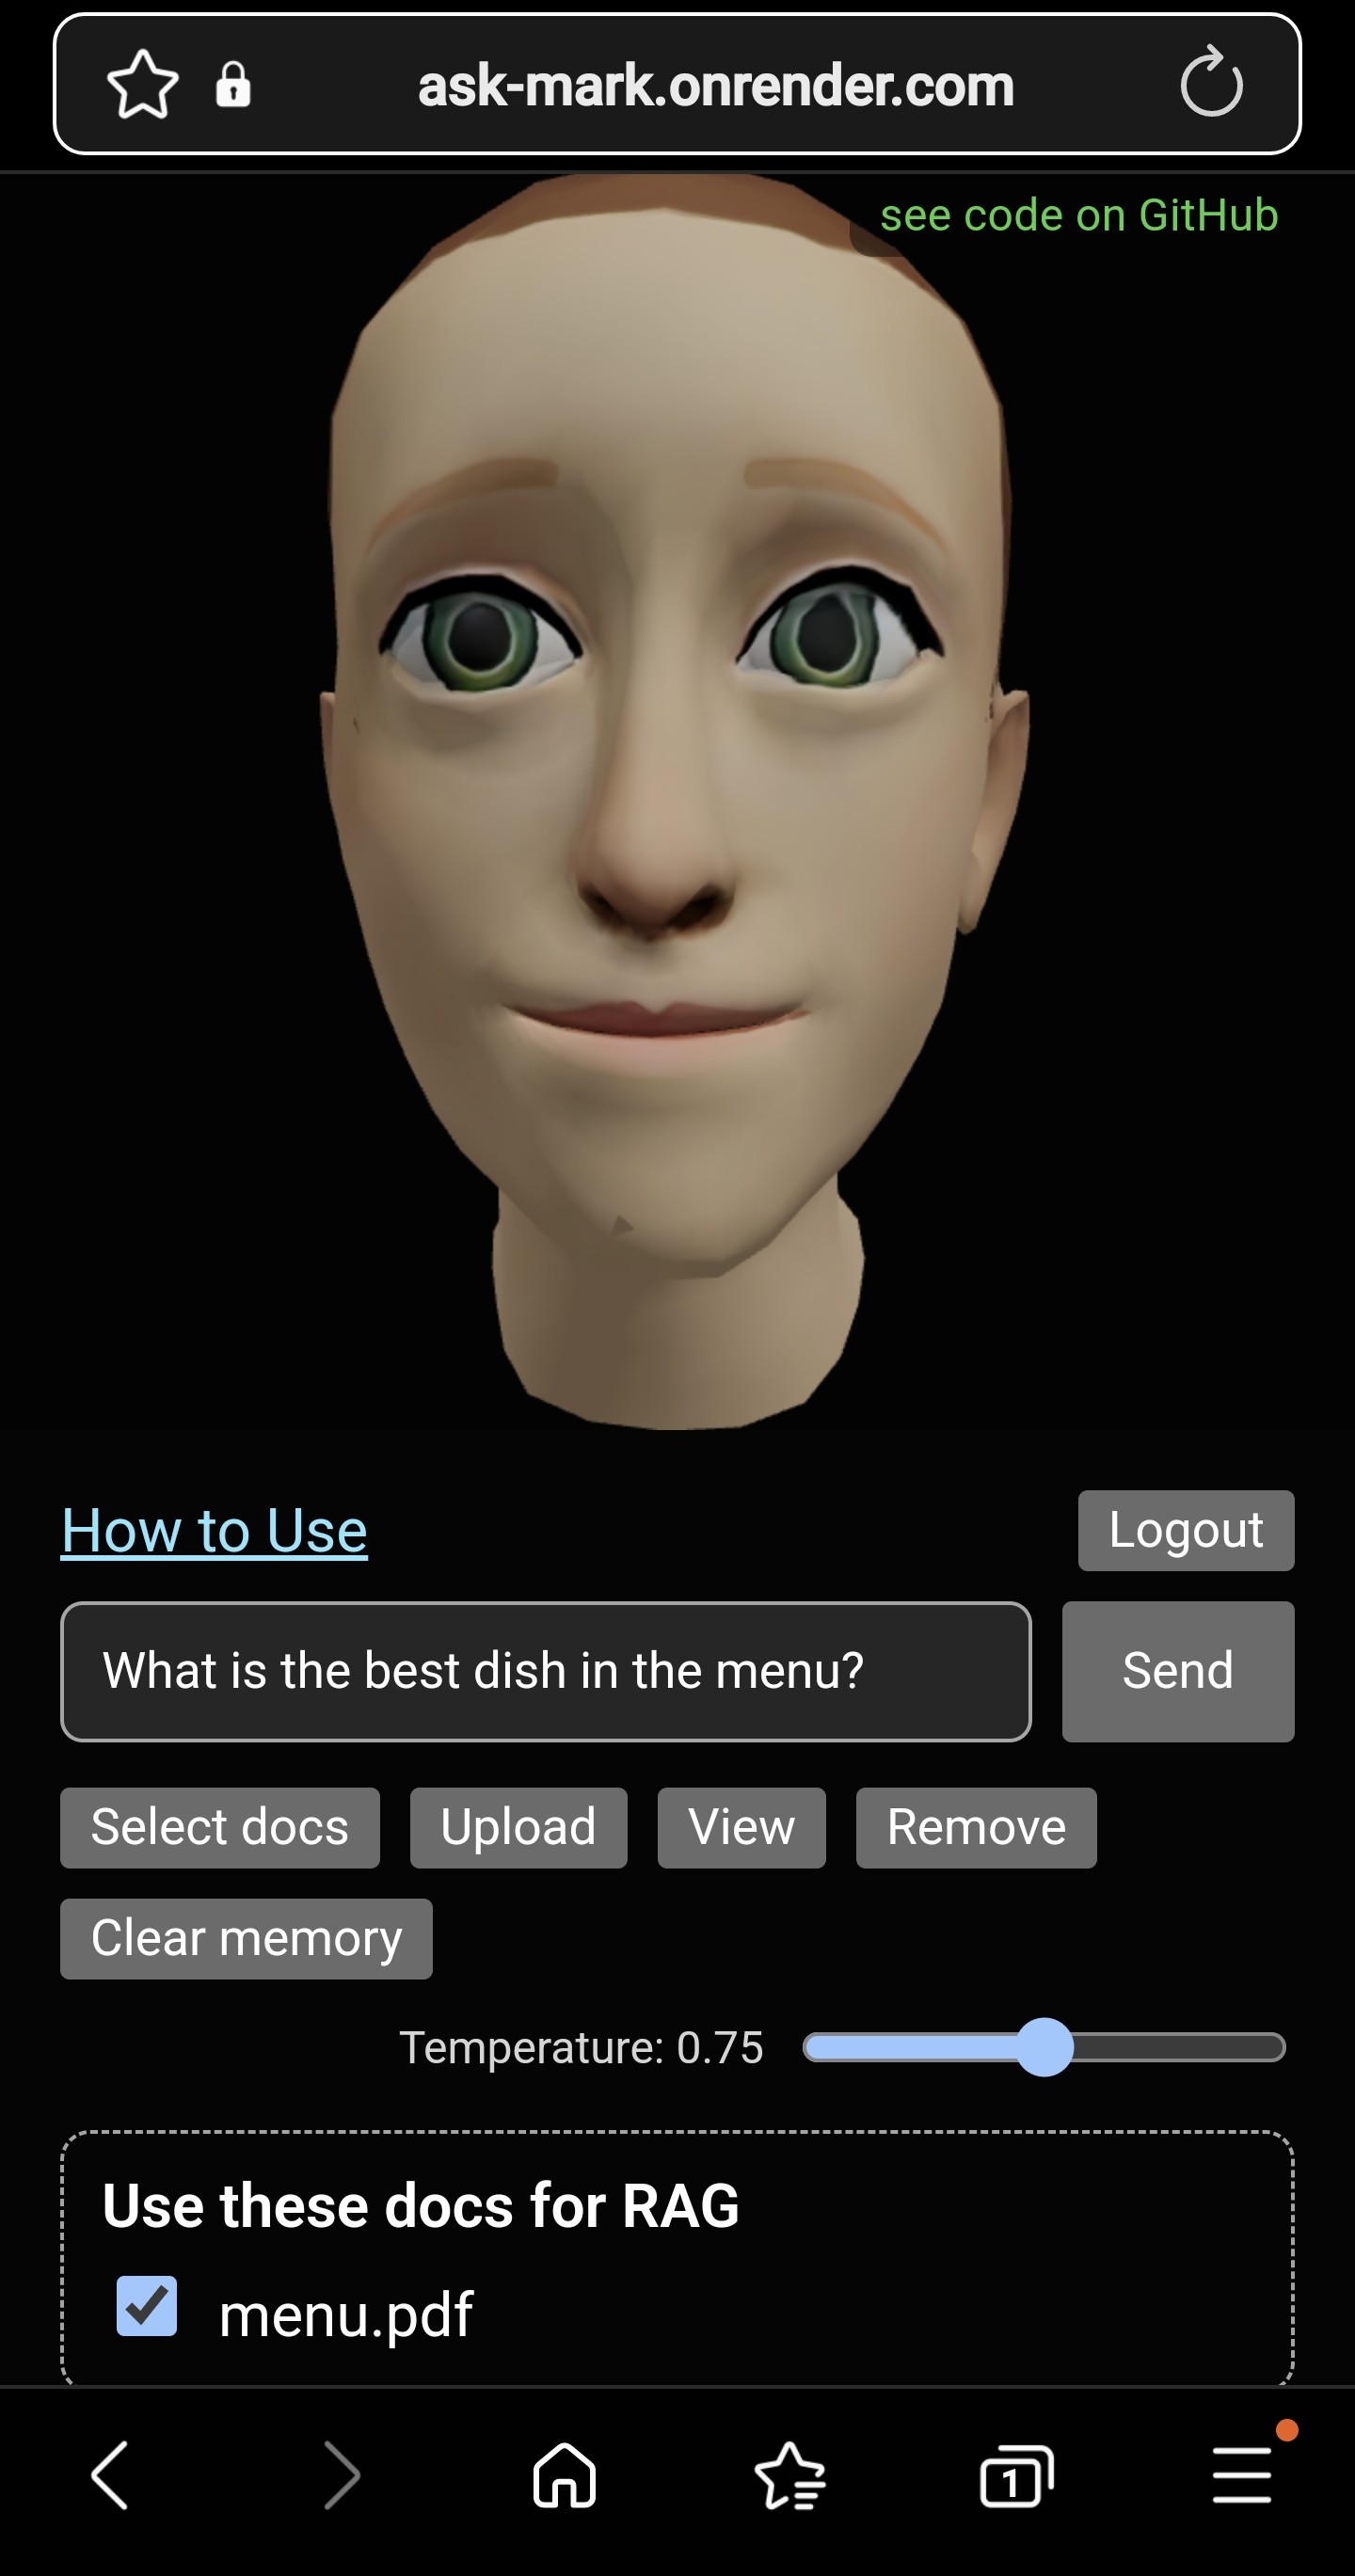 ask-mark.onrender.com
see code on GitHub
How to Use
Logout
What is the best dish in the menu?
Send
Select docs
Upload
View
Remove
Clear memory
Temperature: 0.75
Use these docs for RAG
menu.pdf
1